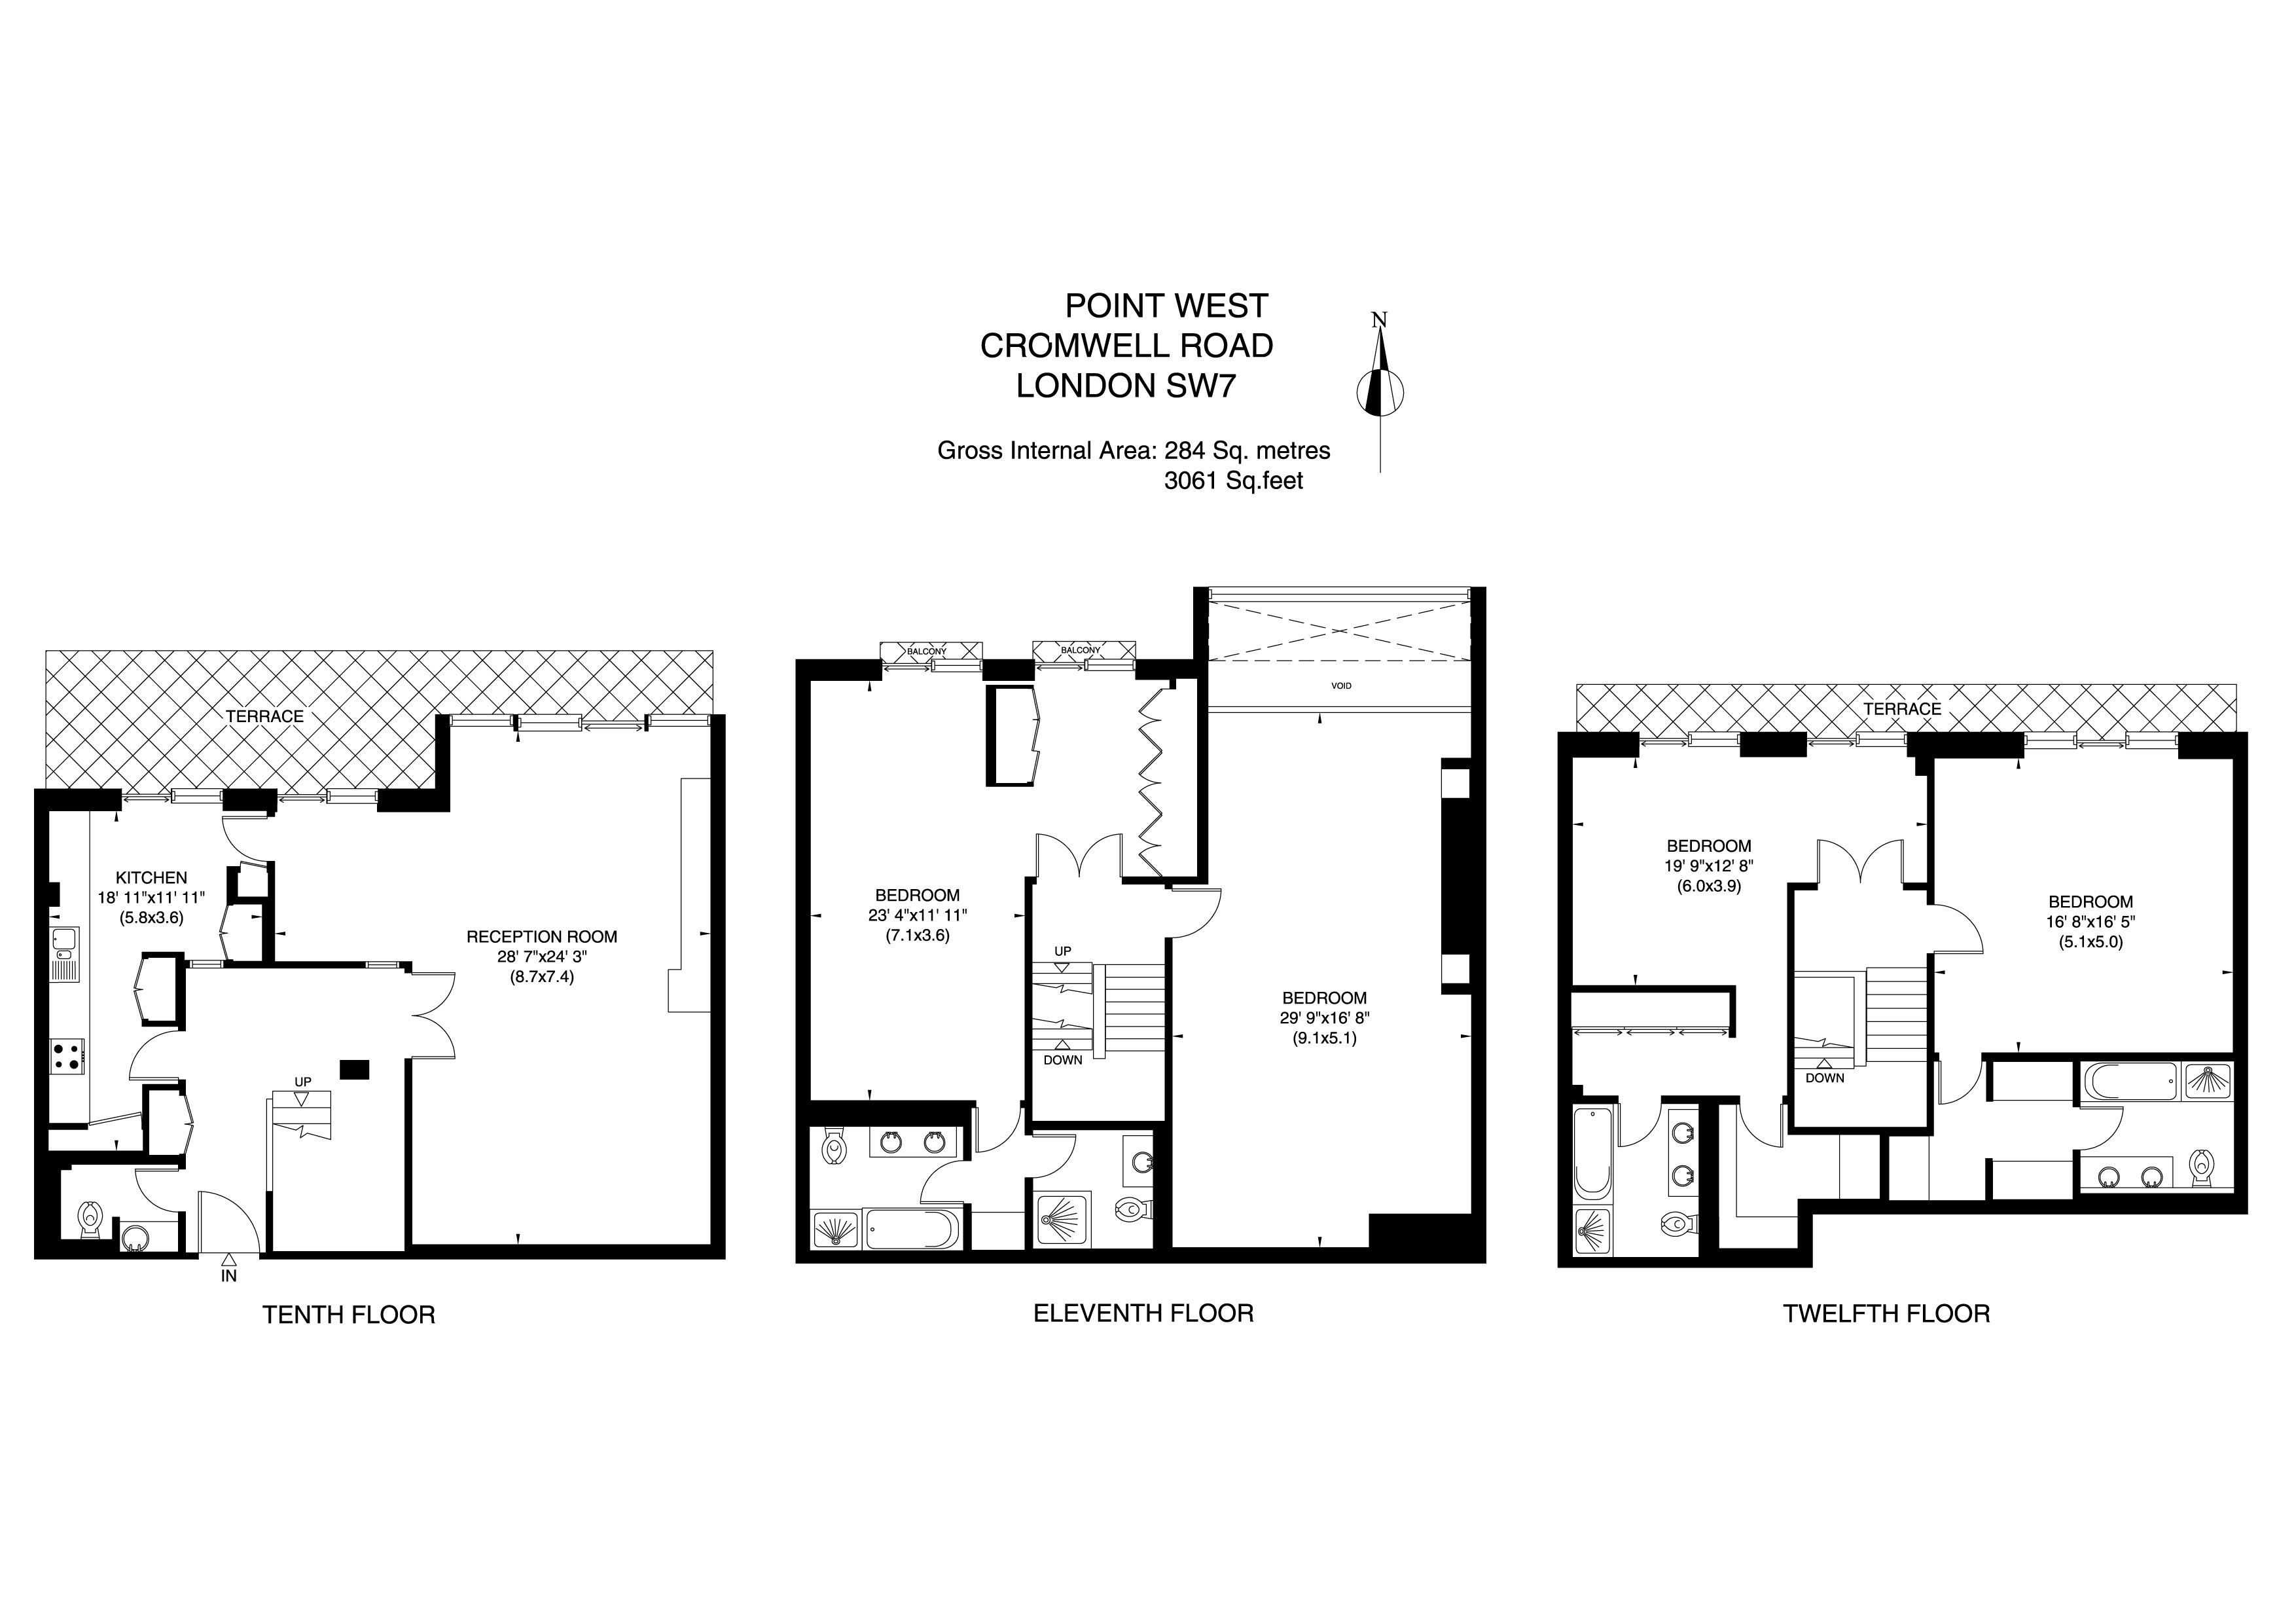 POINT WEST
CROMWELL ROAD
LONDON SW7
N
Gross Internal Area: 284 Sq. metres
3061 Sq.feet
TERRACE
KITCHEN
18' 11"x11' 11"
(5.8x3.6)
RECEPTION ROOM
28' 7"x24' 3"
(8.7x7.4)
UP
IN
TENTH FLOOR
BALCONY
BALCONY
VOID
BEDROOM
23' 4"x11' 11"
(7.1x3.6)
UP
DOWN
BEDROOM
29' 9"x16' 8"
(9.1x5.1)
ELEVENTH FLOOR
TERRACE
BEDROOM
19' 9"x12' 8"
(6.0x3.9)
BEDROOM
16' 8"x16' 5"
(5.1x5.0)
DOWN
TWELFTH FLOOR